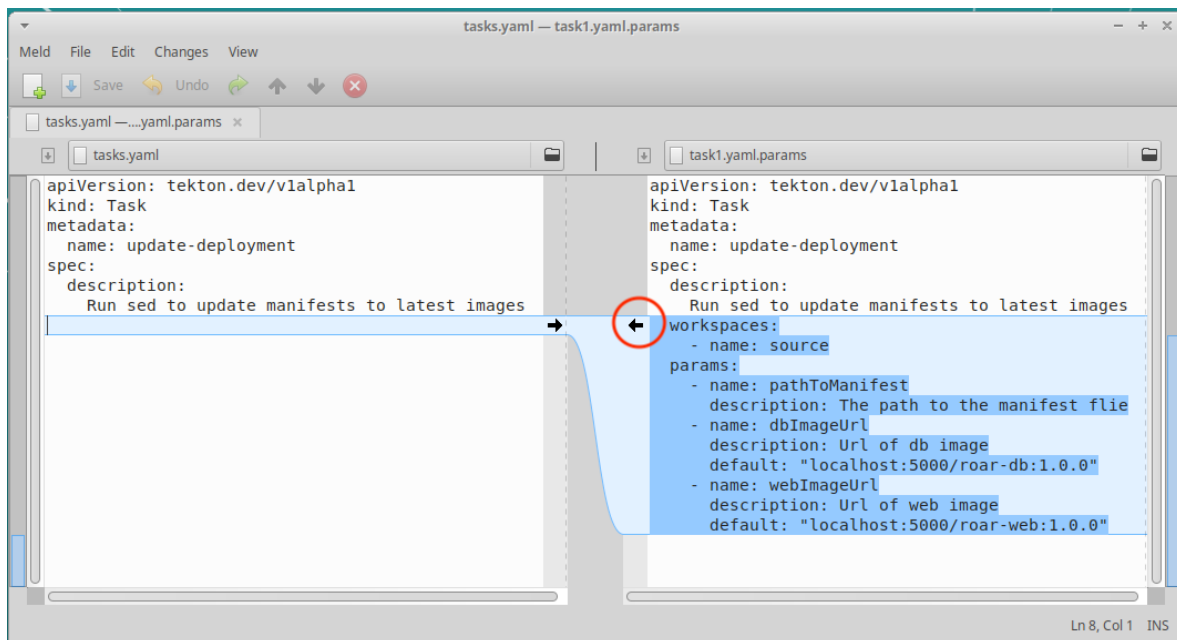 tasks.yaml — task1.yaml.params
Meld File Edit Changes View
Save Undo
tasks.yaml —....yaml.params
tasks.yaml
apiVersion: tekton.dev/v1alpha1
kind: Task
metadata:
  name: update-deployment
spec:
  description:
    Run sed to update manifests to latest images
task1.yaml.params
apiVersion: tekton.dev/v1alpha1
kind: Task
metadata:
  name: update-deployment
spec:
  description:
    Run sed to update manifests to latest images
  workspaces:
    - name: source
  params:
    - name: pathToManifest
      description: The path to the manifest flie
    - name: dbImageUrl
      description: Url of db image
      default: "localhost:5000/roar-db:1.0.0"
    - name: webImageUrl
      description: Url of web image
      default: "localhost:5000/roar-web:1.0.0"
Ln 8, Col 1 INS